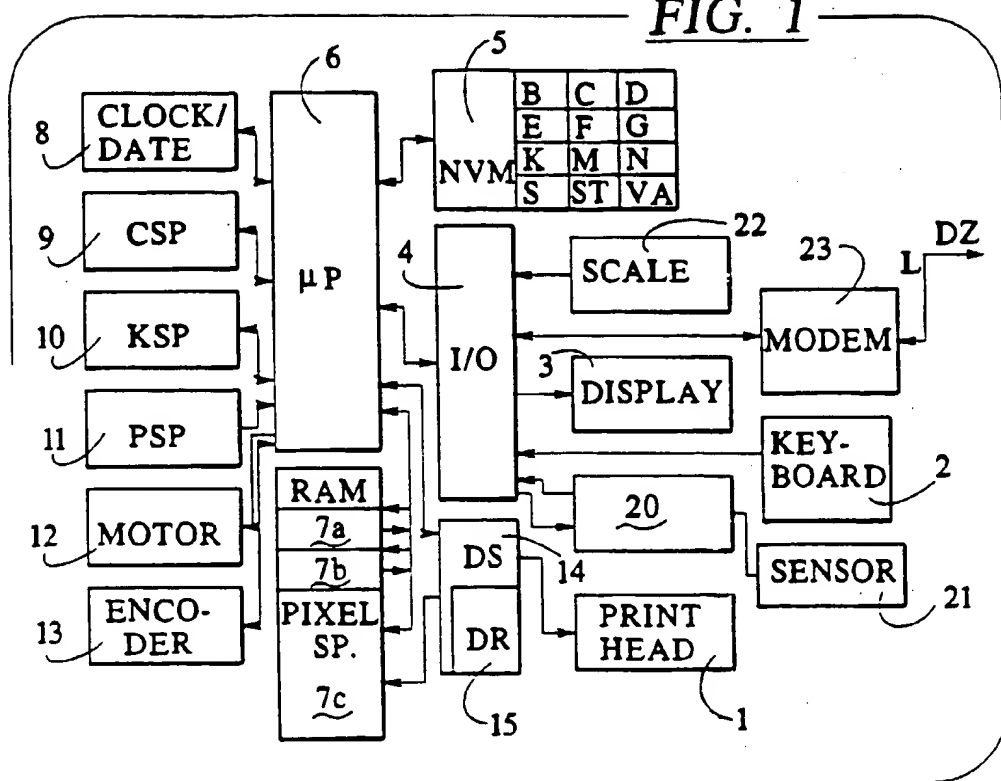 FIG. 1
6
5
8
CLOCK/
DATE
NVM
B C D
E F G
K M N
S ST VA
9
CSP
μP
4
I/O
22
SCALE
23
L
DZ
MODEM
10
KSP
3
DISPLAY
11
PSP
KEY-
BOARD
2
RAM
7a
7b
PIXEL
SP.
7c
20
12
MOTOR
DS
14
SENSOR
21
13
ENCO-
DER
DR
15
PRINT
HEAD
1